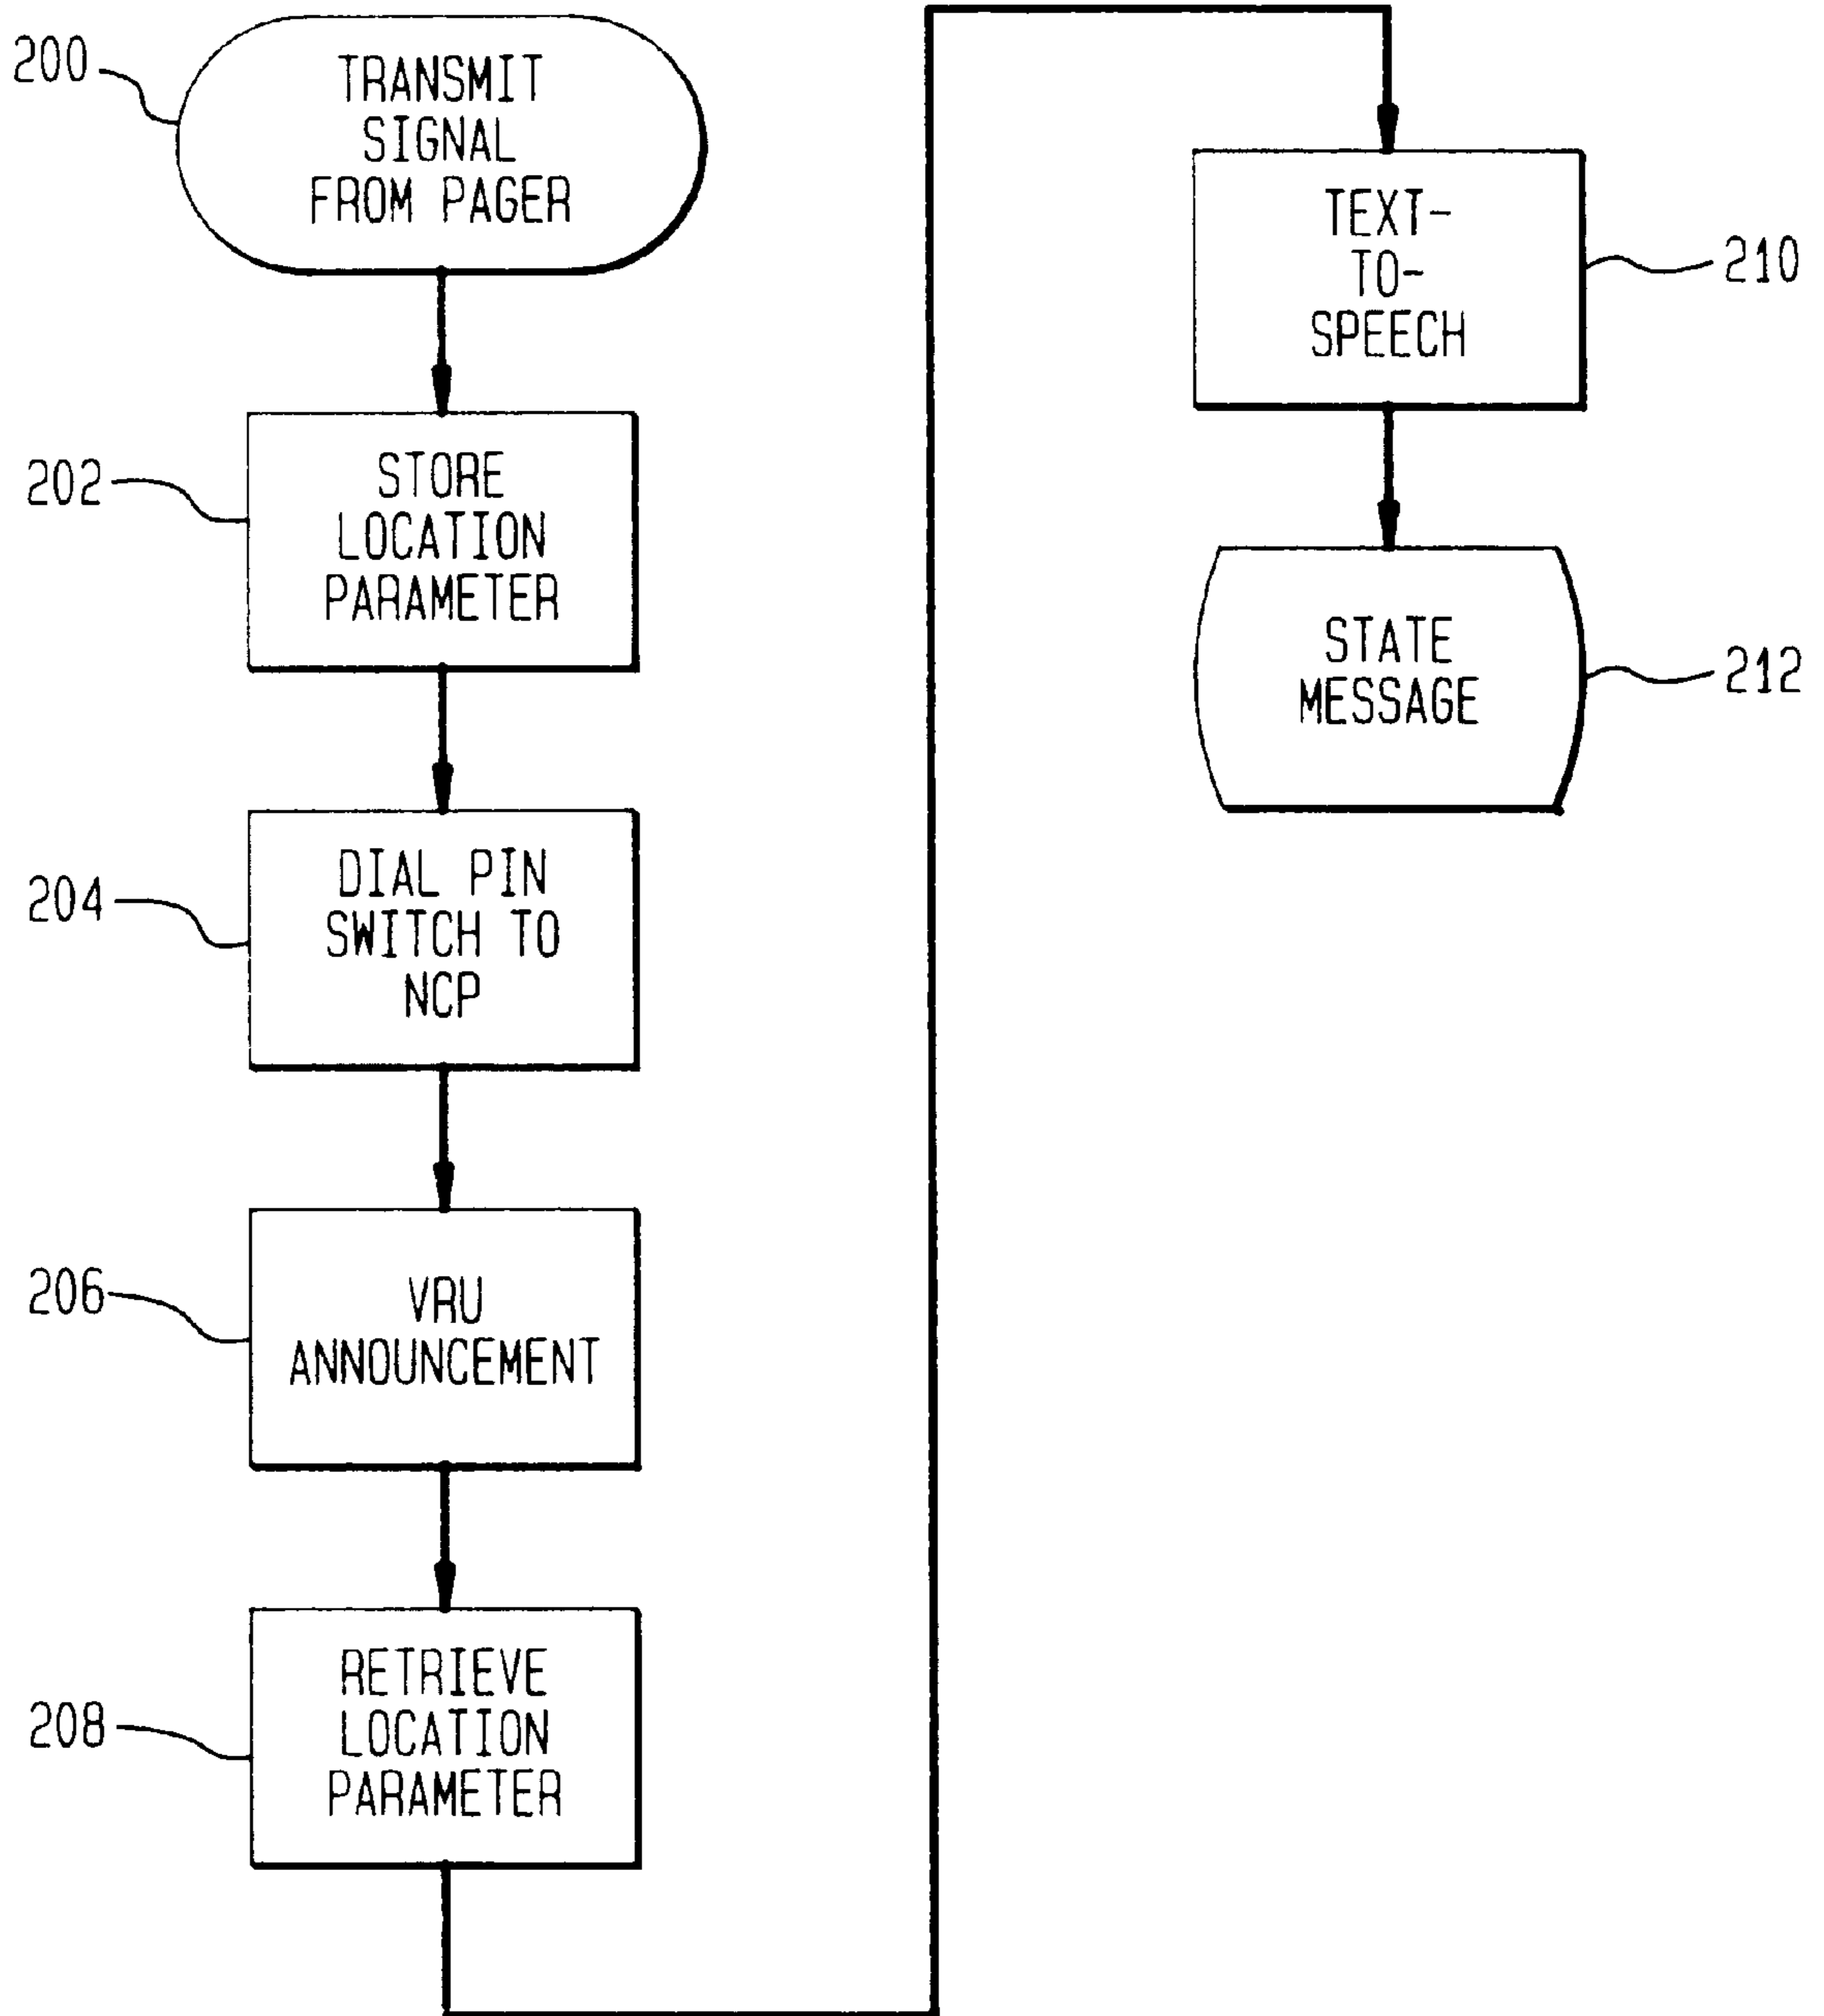 200
TRANSMIT
SIGNAL
FROM PAGER
202
STORE
LOCATION
PARAMETER
204
DIAL PIN
SWITCH TO
NCP
206
VRU
ANNOUNCEMENT
208
RETRIEVE
LOCATION
PARAMETER
TEXT-
TO-
SPEECH
210
STATE
MESSAGE
212